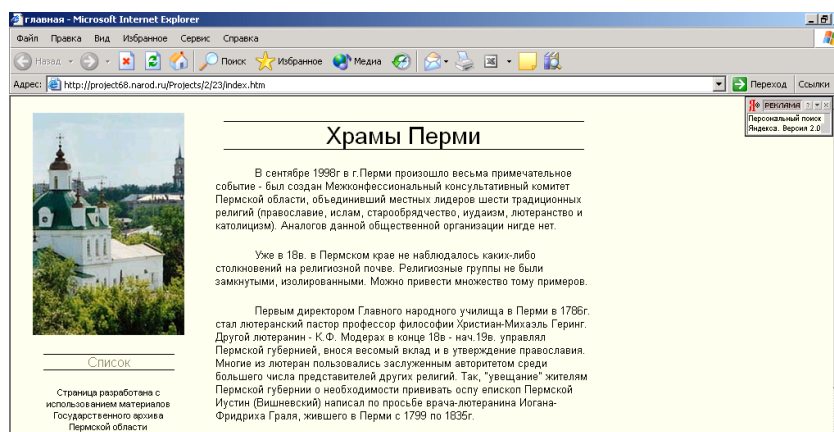 главная - Microsoft Internet Explorer
Файл Правка Вид Избранное Сервис Справка
Назад Поиск Избранное Медиа
Адрес: http://project68.narod.ru/Projects/2/23/index.htm Переход Ссылки
Яndex РЕКЛАМА
Персональный поиск
Яндекса. Версия 2.0
Храмы Перми
В сентябре 1998г в г.Перми произошло весьма примечательное
событие - был создан Межконфессиональный консультативный комитет
Пермской области, объединивший местных лидеров шести традиционных
религий (православие, ислам, старообрядчество, иудаизм, лютеранство и
католицизм). Аналогов данной общественной организации нигде нет.
Уже в 18в. в Пермском крае не наблюдалось каких-либо
столкновений на религиозной почве. Религиозные группы не были
замкнутыми, изолированными. Можно привести множество тому примеров.
Первым директором Главного народного училища в Перми в 1786г.
стал лютеранский пастор профессор философии Христиан-Михаэль Геринг.
Другой лютеранин - К.Ф. Модерах в конце 18в - нач.19в. управлял
Пермской губернией, внося весомый вклад и в утверждение православия.
Многие из лютеран пользовались заслуженным авторитетом среди
большего числа представителей других религий. Так, "увещание" жителям
Пермской губернии о необходимости прививать оспу епископ Пермской
Иустин (Вишневский) написал по просьбе врача-лютеранина Иогана-
Фридриха Граля, жившего в Перми с 1799 по 1835г.
Список
Страница разработана с
использованием материалов
Государственного архива
Пермской области